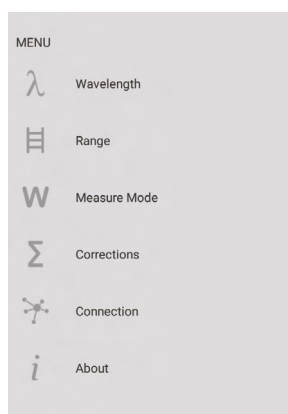 MENU
λ Wavelength
Range
W Measure Mode
Σ Corrections
Connection
i About